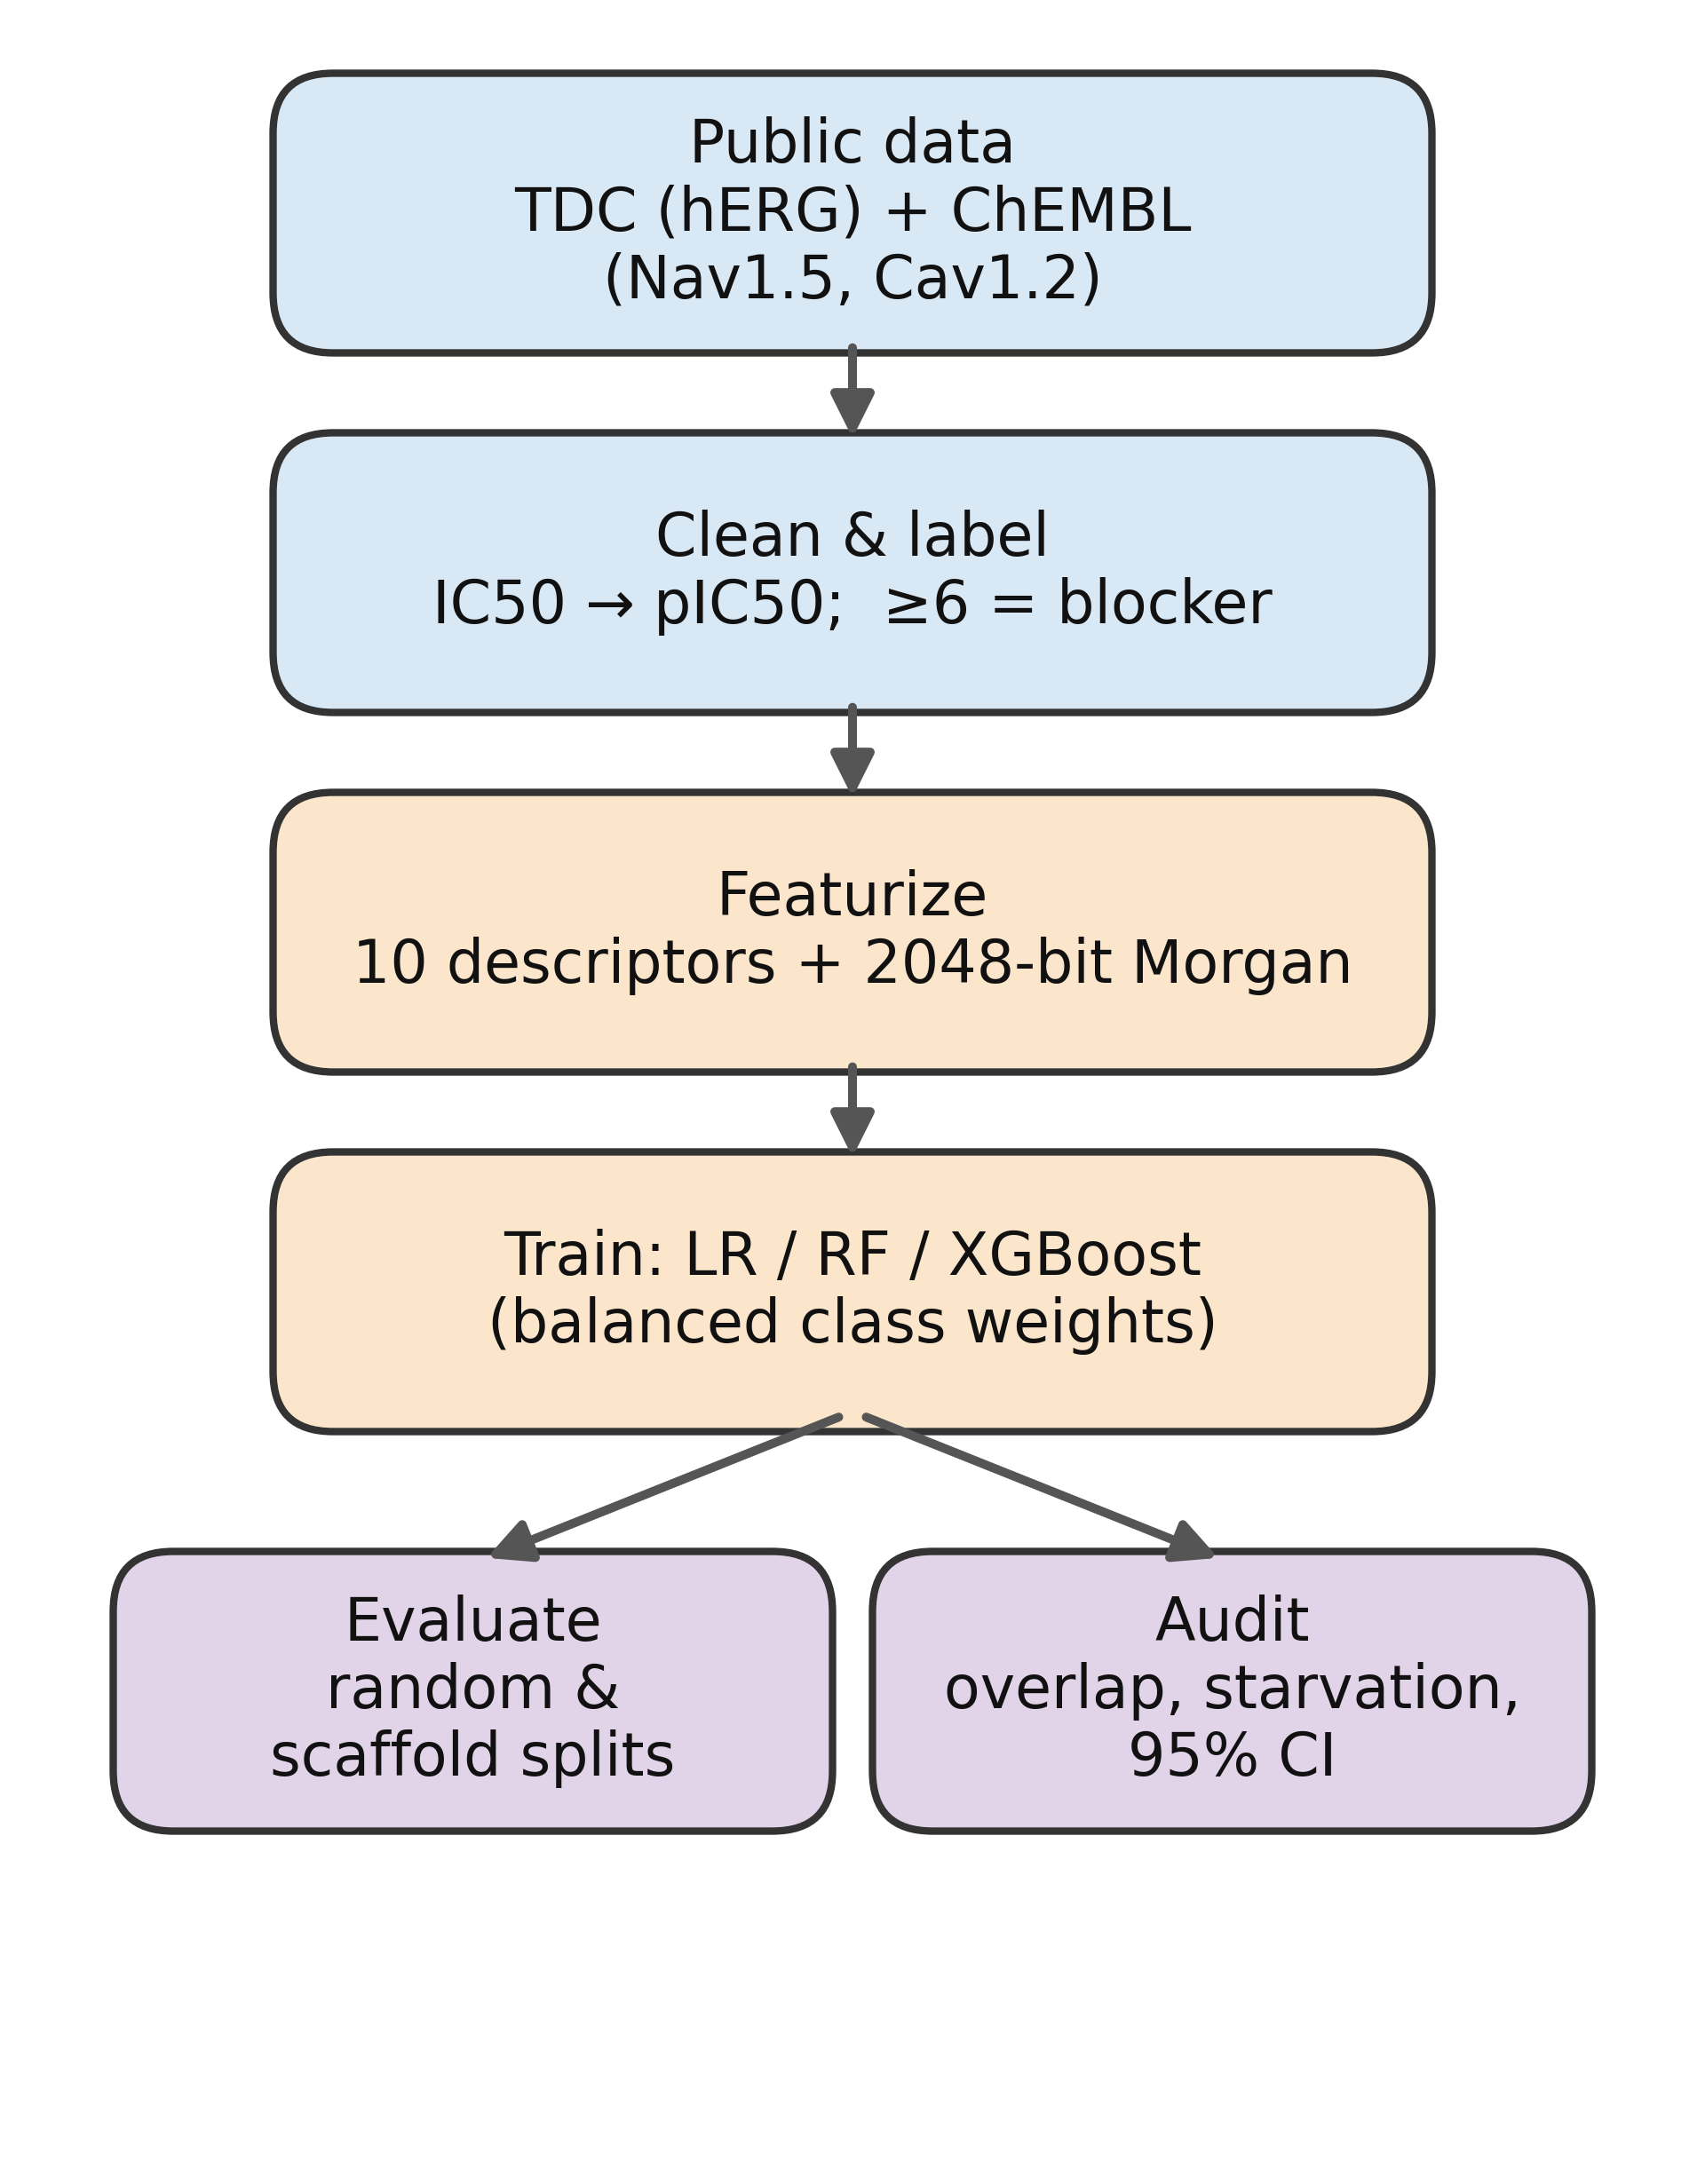 Public data
TDC (hERG) + ChEMBL
(Nav1.5, Cav1.2)
Clean & label
IC50 → pIC50;  ≥6 = blocker
Featurize
10 descriptors + 2048-bit Morgan
Train: LR / RF / XGBoost
(balanced class weights)
Evaluate
random &
scaffold splits
Audit
overlap, starvation,
95% CI